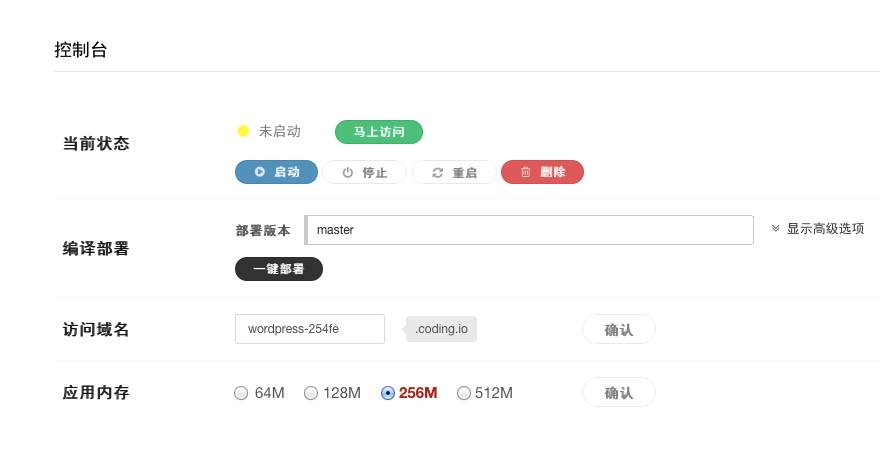 控制台
当前状态
未启动 马上访问
启动 停止 重启 删除
编译部署
部署版本 master 显示高级选项
一键部署
访问域名 wordpress-254fe .coding.io 确认
应用内存 64M 128M 256M 512M 确认